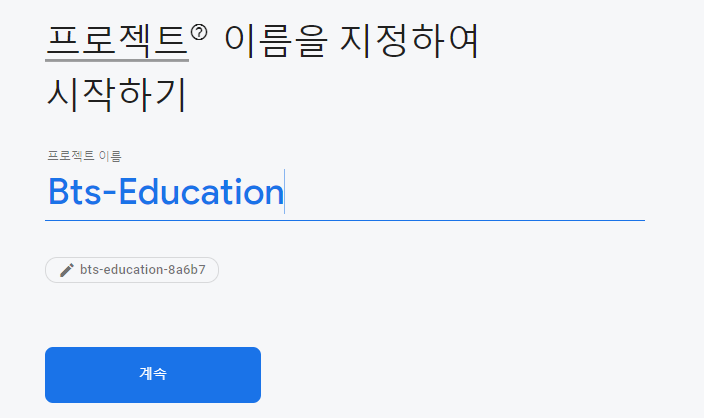 프로젝트? 이름을 지정하여
시작하기
프로젝트 이름
Bts-Education
bts-education-8a6b7
계속